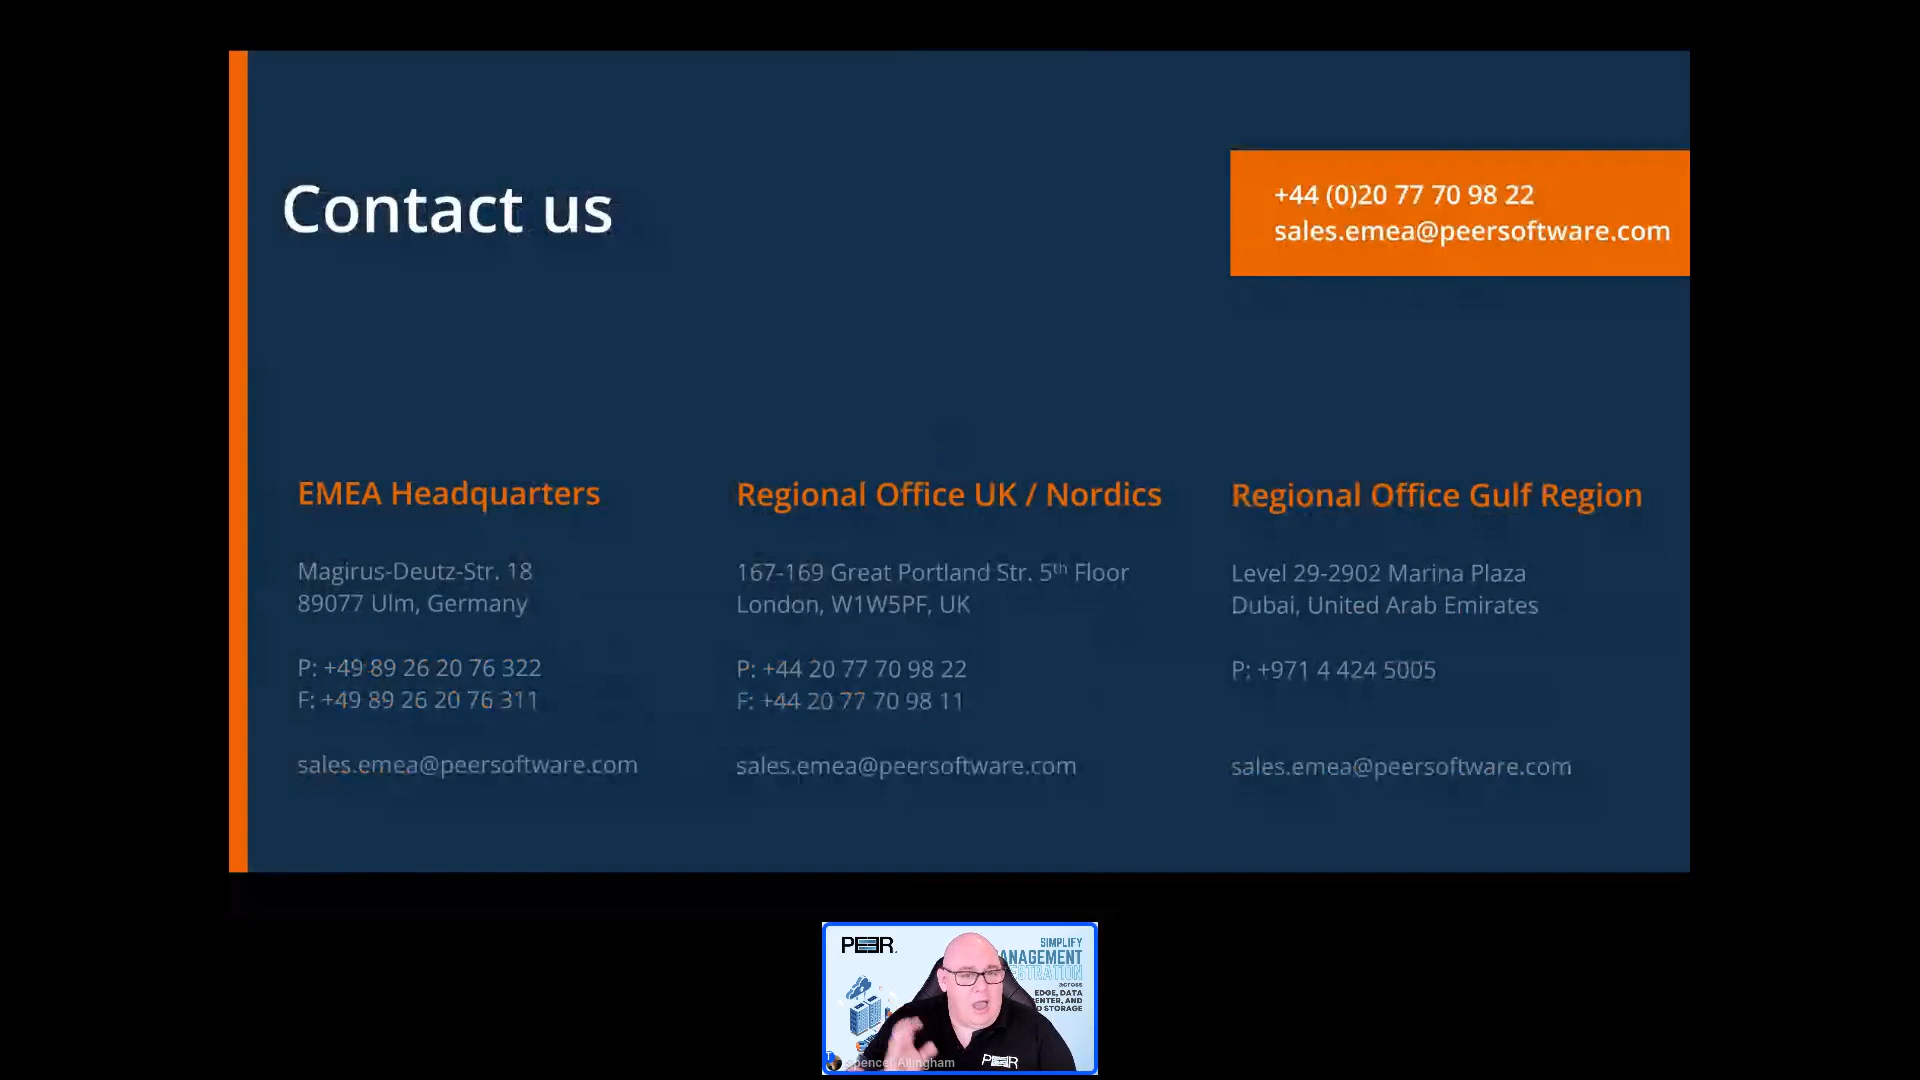 Contact us
+44 (0)20 77 70 98 22
sales.emea@peersoftware.com
EMEA Headquarters
Magirus-Deutz-Str. 18
89077 Ulm, Germany
P: +49 89 26 20 76 322
F: +49 89 26 20 76 311
sales.emea@peersoftware.com
Regional Office UK / Nordics
167-169 Great Portland Str. 5th Floor
London, W1W5PF, UK
P: +44 20 77 70 98 22
F: +44 20 77 70 98 11
sales.emea@peersoftware.com
Regional Office Gulf Region
Level 29-2902 Marina Plaza
Dubai, United Arab Emirates
P: +971 4 424 5005
sales.emea@peersoftware.com
PEER
SIMPLIFY
ANAGEMENT
across
EDGE, DATA
ENTER, AND
STORAGE
PEER
Spencer Allingham